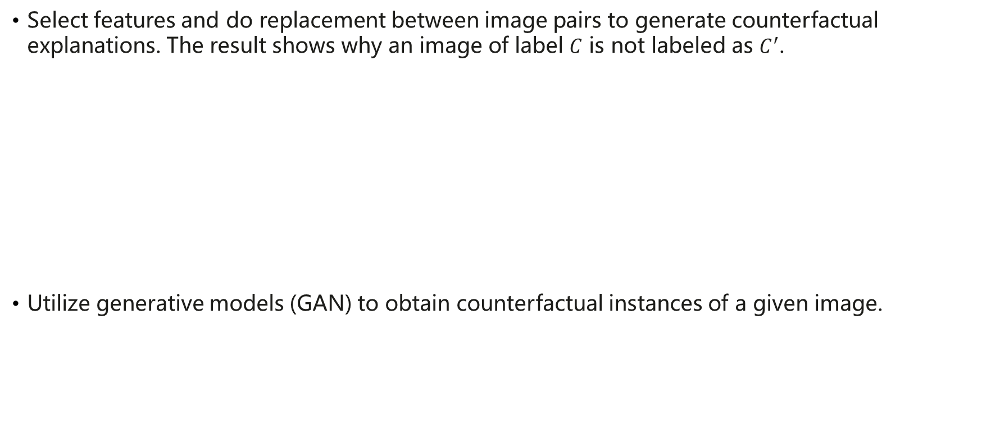 • Select features and do replacement between image pairs to generate counterfactual
explanations. The result shows why an image of label C is not labeled as C′.
• Utilize generative models (GAN) to obtain counterfactual instances of a given image.